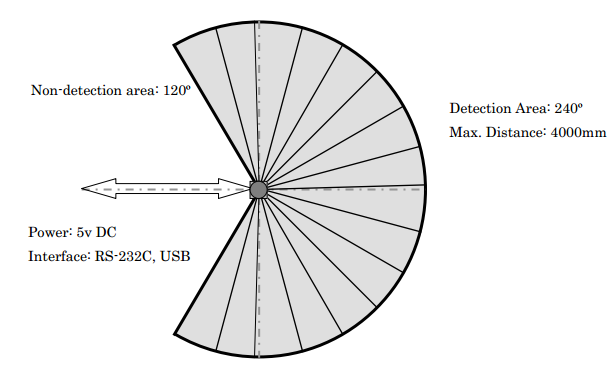 Non-detection area: 120º
Detection Area: 240º
Max. Distance: 4000mm
Power: 5v DC
Interface: RS-232C, USB